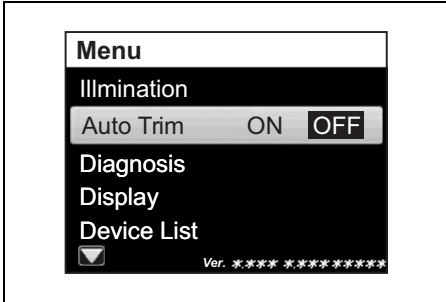 Menu
Illmination
Auto Trim ON OFF
Diagnosis
Display
Device List
Ver. *.*** *.*********